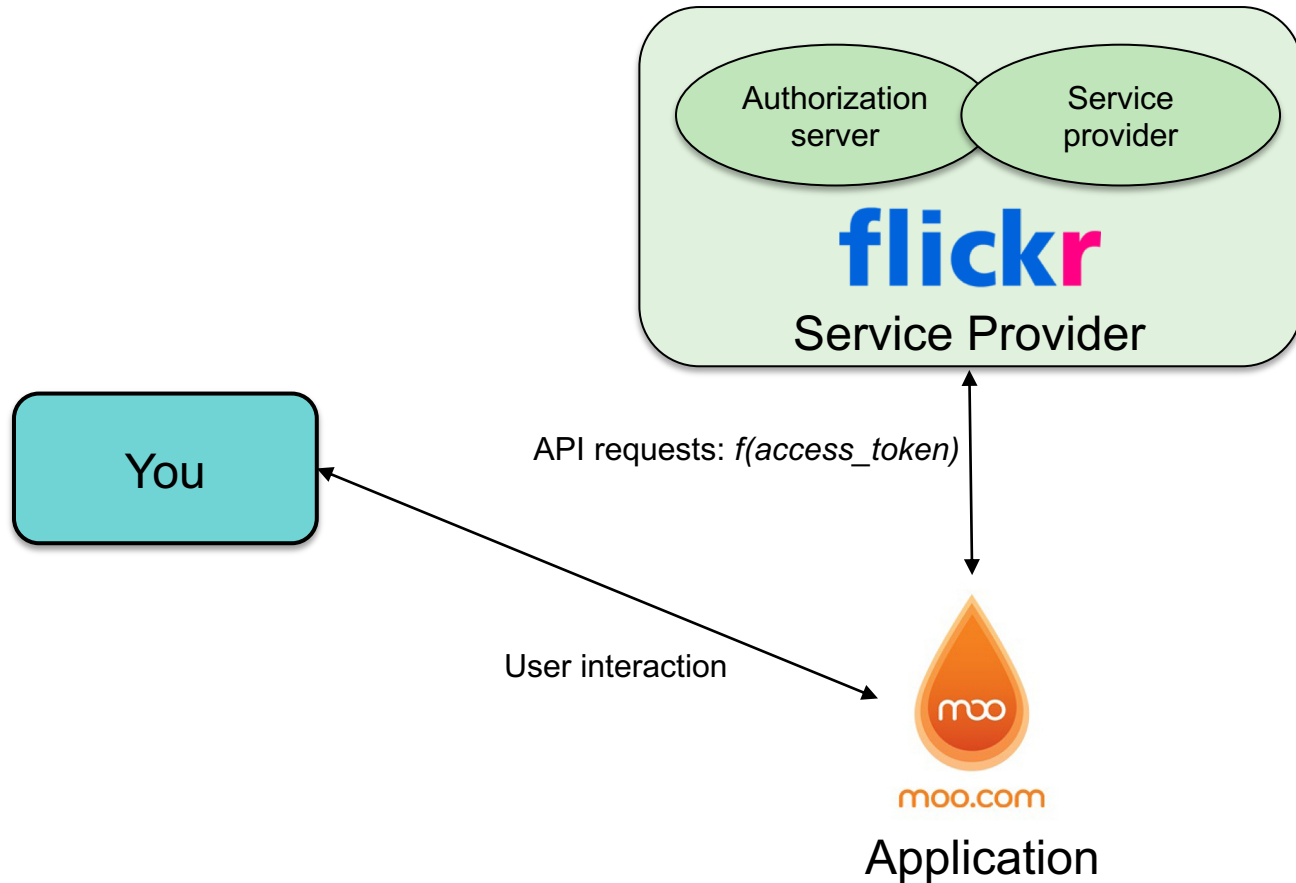 Authorization
server
Service
provider
flickr
Service Provider
You
API requests: f(access_token)
User interaction
moo
moo.com
Application